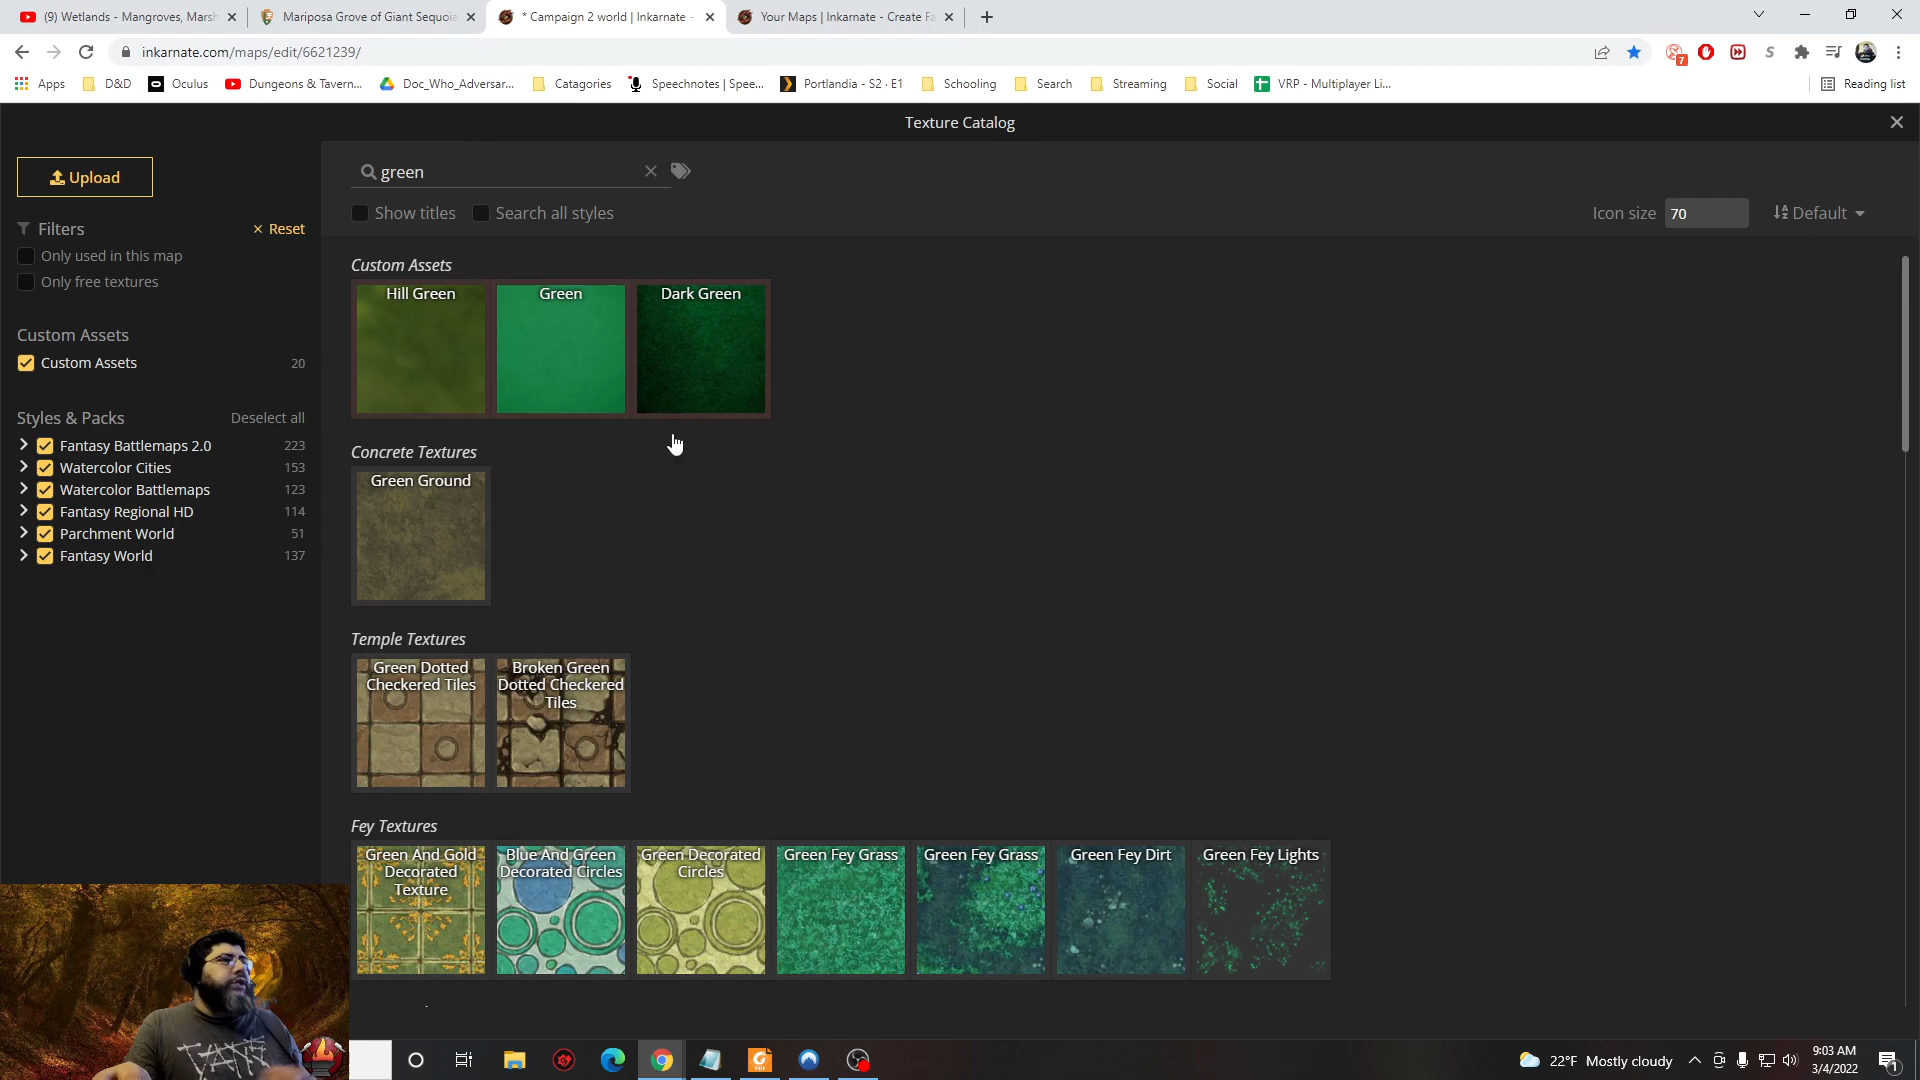 (9) Wetlands - Mangroves, Marsh
Mariposa Grove of Giant Sequoia
* Campaign 2 world | Inkarnate -
Your Maps | Inkarnate - Create Fa
inkarnate.com/maps/edit/6621239/
7
Apps
D&D
Oculus
Dungeons & Tavern...
Doc_Who_Adversar...
Catagories
Speechnotes | Spee...
Portlandia - S2 · E1
Schooling
Search
Streaming
Social
VRP - Multiplayer Li...
Reading list
Texture Catalog
Upload
Filters
Reset
Only used in this map
Only free textures
Custom Assets
Custom Assets 20
Styles & Packs
Deselect all
Fantasy Battlemaps 2.0 223
Watercolor Cities 153
Watercolor Battlemaps 123
Fantasy Regional HD 114
Parchment World 51
Fantasy World 137
green
Show titles
Search all styles
Icon size 70
Default
Custom Assets
Hill Green
Green
Dark Green
Concrete Textures
Green Ground
Temple Textures
Green Dotted
Checkered Tiles
Broken Green
Dotted Checkered
Tiles
Fey Textures
Green And Gold
Decorated
Texture
Blue And Green
Decorated Circles
Green Decorated
Circles
Green Fey Grass
Green Fey Grass
Green Fey Dirt
Green Fey Lights
22°F Mostly cloudy
9:03 AM
3/4/2022
1